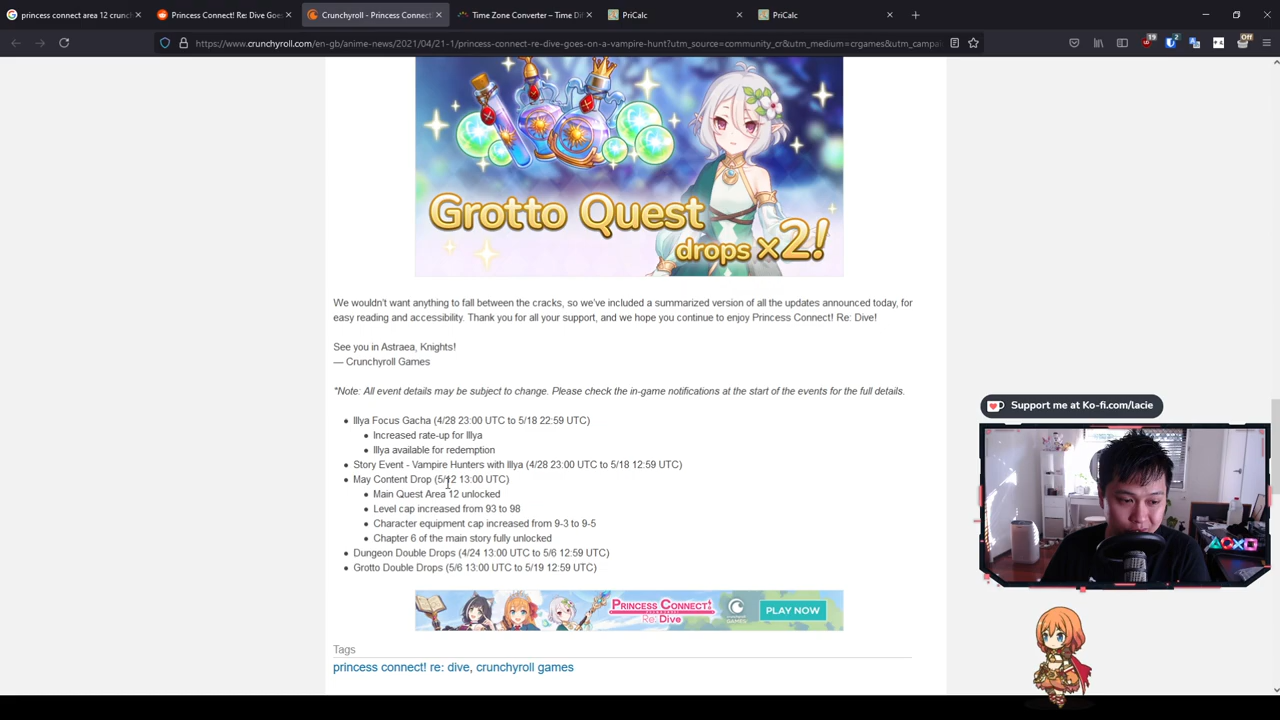 princess connect area 12 crunch
Princess Connect! Re: Dive Goes
Crunchyroll - Princess Connect!
Time Zone Converter – Time Dif
PriCalc
PriCalc
https://www.crunchyroll.com/en-gb/anime-news/2021/04/21-1/princess-connect-re-dive-goes-on-a-vampire-hunt?utm_source=community_cr&utm_medium=crgames&utm_campa
19
2
Off
Grotto Quest
drops x2!
We wouldn't want anything to fall between the cracks, so we've included a summarized version of all the updates announced today, for
easy reading and accessibility. Thank you for all your support, and we hope you continue to enjoy Princess Connect! Re: Dive!
See you in Astraea, Knights!
— Crunchyroll Games
*Note: All event details may be subject to change. Please check the in-game notifications at the start of the events for the full details.
Illya Focus Gacha (4/28 23:00 UTC to 5/18 22:59 UTC)
Increased rate-up for Illya
Illya available for redemption
Story Event - Vampire Hunters with Illya (4/28 23:00 UTC to 5/18 12:59 UTC)
May Content Drop (5/12 13:00 UTC)
Main Quest Area 12 unlocked
Level cap increased from 93 to 98
Character equipment cap increased from 9-3 to 9-5
Chapter 6 of the main story fully unlocked
Dungeon Double Drops (4/24 13:00 UTC to 5/6 12:59 UTC)
Grotto Double Drops (5/6 13:00 UTC to 5/19 12:59 UTC)
PRINCESS CONNECT!
Re: Dive
Crunchyroll
GAMES
PLAY NOW
Tags
princess connect! re: dive, crunchyroll games
Support me at Ko-fi.com/lacie